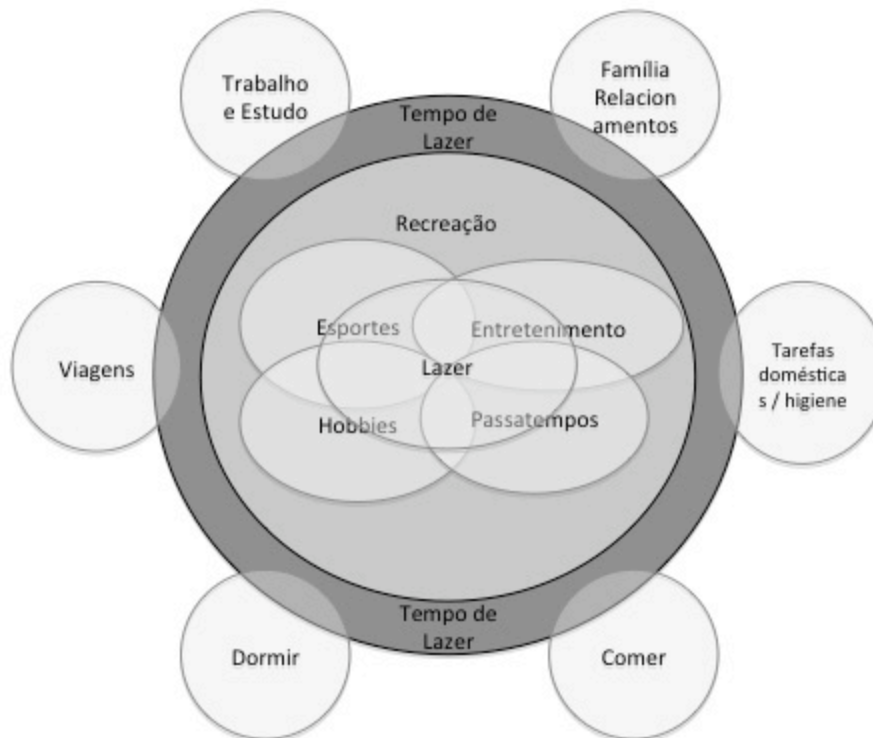 Trabalho
e Estudo
Família
Relacion
amentos
Tempo de
Lazer
Recreação
Esportes
Entretenimento
Viagens
Lazer
Tarefas
doméstica
s / higiene
Hobbies
Passatempos
Tempo de
Lazer
Dormir
Comer